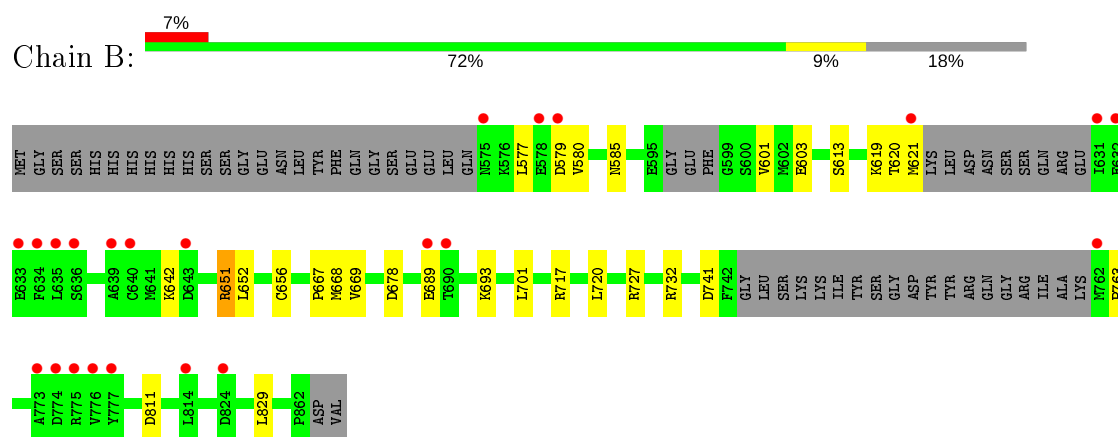 7%
Chain B:
72% 9% 18%
MET GLY SER SER HIS HIS HIS HIS HIS HIS SER SER GLY GLU ASN LEU TYR PHE GLN GLY SER GLU GLU LEU GLN N575 K576 L577 E578 D579 V580 N585 E595 GLY GLU PHE G599 S600 V601 M602 E603 S613 K619 T620 M621 LYS LEU ASP ASN SER SER GLN ARG GLU I631
E633 F634 L635 S636 A639 C640 M641 K642 D643 R651 L652 C656 P667 M668 V669 D678 E689 T690 K693 L701 R717 L720 R727 R732 D741 F742 GLY LEU SER LYS LYS ILE TYR SER GLY ASP TYR TYR ARG GLN GLY ARG ILE ALA LYS M762
A773 D774 R775 V776 Y777 D811 L814 D824 L829 P862 ASP VAL